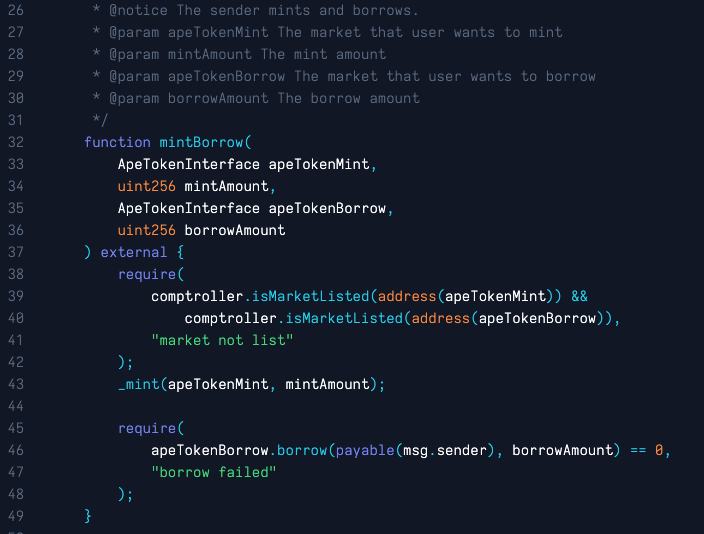 26         * @notice The sender mints and borrows.
27         * @param apeTokenMint The market that user wants to mint
28         * @param mintAmount The mint amount
29         * @param apeTokenBorrow The market that user wants to borrow
30         * @param borrowAmount The borrow amount
31         */
32        function mintBorrow(
33            ApeTokenInterface apeTokenMint,
34            uint256 mintAmount,
35            ApeTokenInterface apeTokenBorrow,
36            uint256 borrowAmount
37        ) external {
38            require(
39                comptroller.isMarketListed(address(apeTokenMint)) &&
40                    comptroller.isMarketListed(address(apeTokenBorrow)),
41                "market not list"
42            );
43            _mint(apeTokenMint, mintAmount);
44
45            require(
46                apeTokenBorrow.borrow(payable(msg.sender), borrowAmount) == 0,
47                "borrow failed"
48            );
49        }